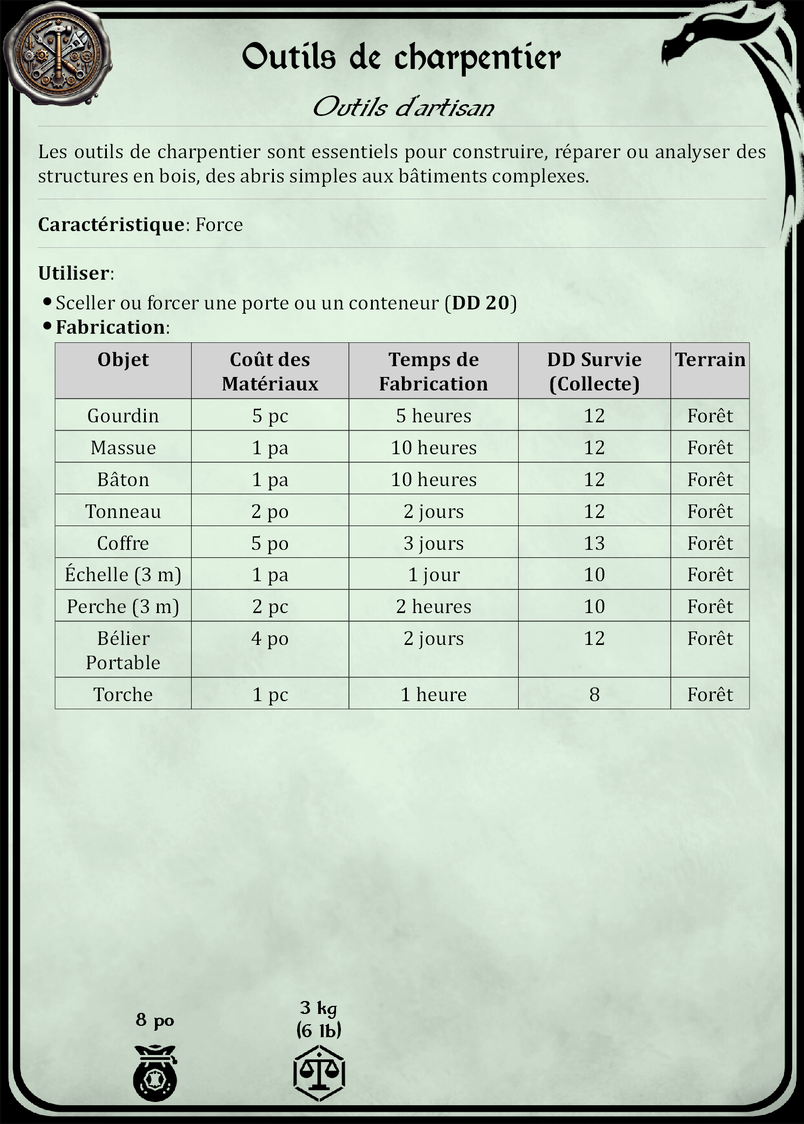 Outils de charpentier
Outils d'artisan
Les outils de charpentier sont essentiels pour construire, réparer ou analyser des
structures en bois, des abris simples aux bâtiments complexes.
Caractéristique: Force
Utiliser:
•Sceller ou forcer une porte ou un conteneur (DD 20)
•Fabrication:
Objet Coût des Matériaux Temps de Fabrication DD Survie (Collecte) Terrain
Gourdin 5 pc 5 heures 12 Forêt
Massue 1 pa 10 heures 12 Forêt
Bâton 1 pa 10 heures 12 Forêt
Tonneau 2 po 2 jours 12 Forêt
Coffre 5 po 3 jours 13 Forêt
Échelle (3 m) 1 pa 1 jour 10 Forêt
Perche (3 m) 2 pc 2 heures 10 Forêt
Bélier Portable 4 po 2 jours 12 Forêt
Torche 1 pc 1 heure 8 Forêt
8 po
3 kg
(6 lb)